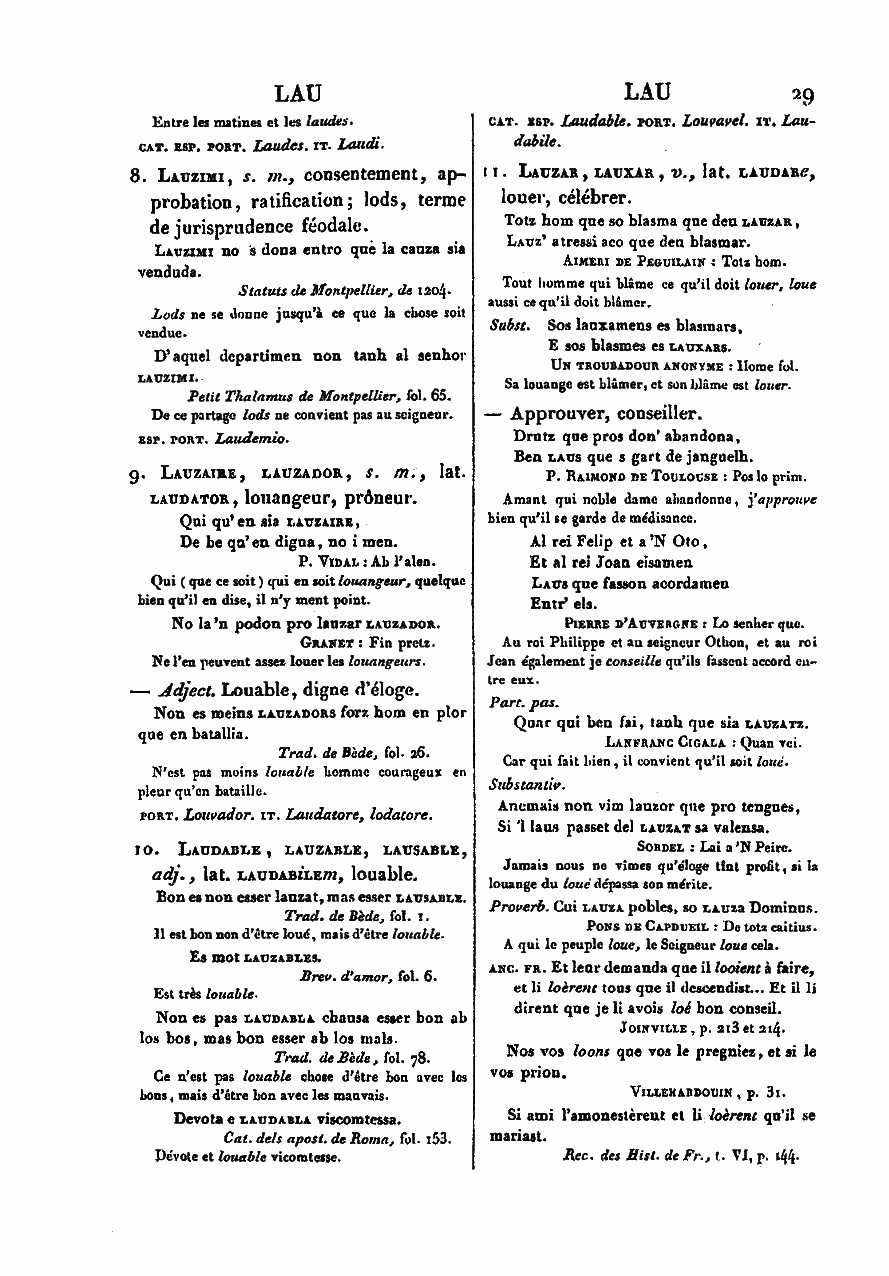 LAU
LAU 29
Entre les matines et les laudes.
CAT. ESP. PORT. Laudes. IT. Laudi.
8. LAUZIMI, s. m., consentement, ap-
probation, ratification; lods, terme
de jurisprudence féodale.
LAUZIMI no s dona entro que la cauza sia
venduda.
Statuts de Montpellier, de 1204.
Lods ne se donne jusqu'à ce que la chose soit
vendue.
D'aquel departimen non tanh al senhor
LAUZIMI.
Petit Thalamus de Montpellier, fol. 65.
De ce partage lods ne convient pas au seigneur.
ESP. PORT. Laudemio.
9. LAUZAIRE, LAUZADOR, s. m., lat.
LAUDATOR, louangeur, prôneur.
Qui qu'en sia LAUZAIRE,
De be qu'en digua, no i men.
P. VIDAL : Ab l'alen.
Qui (que ce soit) qui en soit louangeur, quelque
bien qu'il en dise, il n'y ment point.
No la'n podon pro lauzar LAUZADOR.
GRANET : Fin pretz.
Ne l'en peuvent assez louer les louangeurs.
— Adject. Louable, digne d'éloge.
Non es meins LAUZADORS forz hom en plor
que en batallia.
Trad. de Bède, fol. 26.
N'est pas moins louable homme courageux en
pleur qu'en bataille.
PORT. Louvador. IT. Laudatore, lodatore.
10. LAUDABLE, LAUZABLE, LAUSABLE,
adj., lat. LAUDABILEm, louable.
Bon es non esser lauzat, mas esser LAUSABLE.
Trad. de Bède, fol. 1.
Il est bon non d'être loué, mais d'être louable.
Es mot LAUZABLES.
Brev. d'amor, fol. 6.
Est très louable.
Non es pas LAUDABLA chausa esser bon ab
los bos, mas bon esser ab los mals.
Trad. de Bède, fol. 78.
Ce n'est pas louable chose d'être bon avec les
bons, mais d'être bon avec les mauvais.
Devota e LAUDABLA viscomtessa.
Cat. dels apost. de Roma, fol. 153.
Dévote et louable vicomtesse.
CAT. ESP. Laudable. PORT. Louvavel. IT. Lau-
dabile.
11. LAUZAR, LAUXAR, v., lat. LAUDARe,
louer, célébrer.
Totz hom que so blasma que deu LAUZAR,
LAUZ' atressi aco que deu blasmar.
AIMERI DE PEGUILAIN : Totz hom.
Tout homme qui blâme ce qu'il doit louer, loue
aussi ce qu'il doit blâmer.
Subst. Sos lauxamens es blasmars,
E sos blasmes es LAUXARS.
UN TROUBADOUR ANONYME : Home fol.
Sa louange est blâmer, et son blâme est louer.
— Approuver, conseiller.
Drutz que pros don' abandona,
Ben LAUS que s gart de janguelh.
P. RAIMOND DE TOULOUSE : Pos lo prim.
Amant qui noble dame abandonne, j'approuve
bien qu'il se garde de médisance.
Al rei Felip et a 'N Oto,
Et al rei Joan eisamen
LAUS que fasson acordamen
Entr' els.
PIERRE D'AUVERGNE : Lo senher que.
Au roi Philippe et au seigneur Othon, et au roi
Jean également je conseille qu'ils fassent accord en-
tre eux.
Part. pas.
Quar qui ben fai, tanh que sia LAUZATZ.
LANFRANC CIGALA : Quan vei.
Car qui fait bien, il convient qu'il soit loué.
Substantiv.
Ancmais non vim lauzor que pro tengues,
Si 'l laus passet del LAUZAT sa valensa.
SORDEL : Lai a 'N Peire.
Jamais nous ne vîmes qu'éloge tînt profit, si la
louange du loué dépassa son mérite.
Proverb. Cui LAUZA pobles, so LAUZA Dominus.
PONS DE CAPDUEIL : De totz caitius.
A qui le peuple loue, le Seigneur loue cela.
ANC. FR. Et leur demanda que il looient à faire,
et li loèrent tous que il descendist... Et il li
dirent que je li avois loé bon conseil.
JOINVILLE, p. 213 et 214.
Nos vos loons que vos le pregniez, et si le
vos prion.
VILLEHARDOUIN, p. 31.
Si ami l'amonestèrent et li loèrent qu'il se
mariast.
Rec. des Hist. de Fr., t. VI, p. 144.